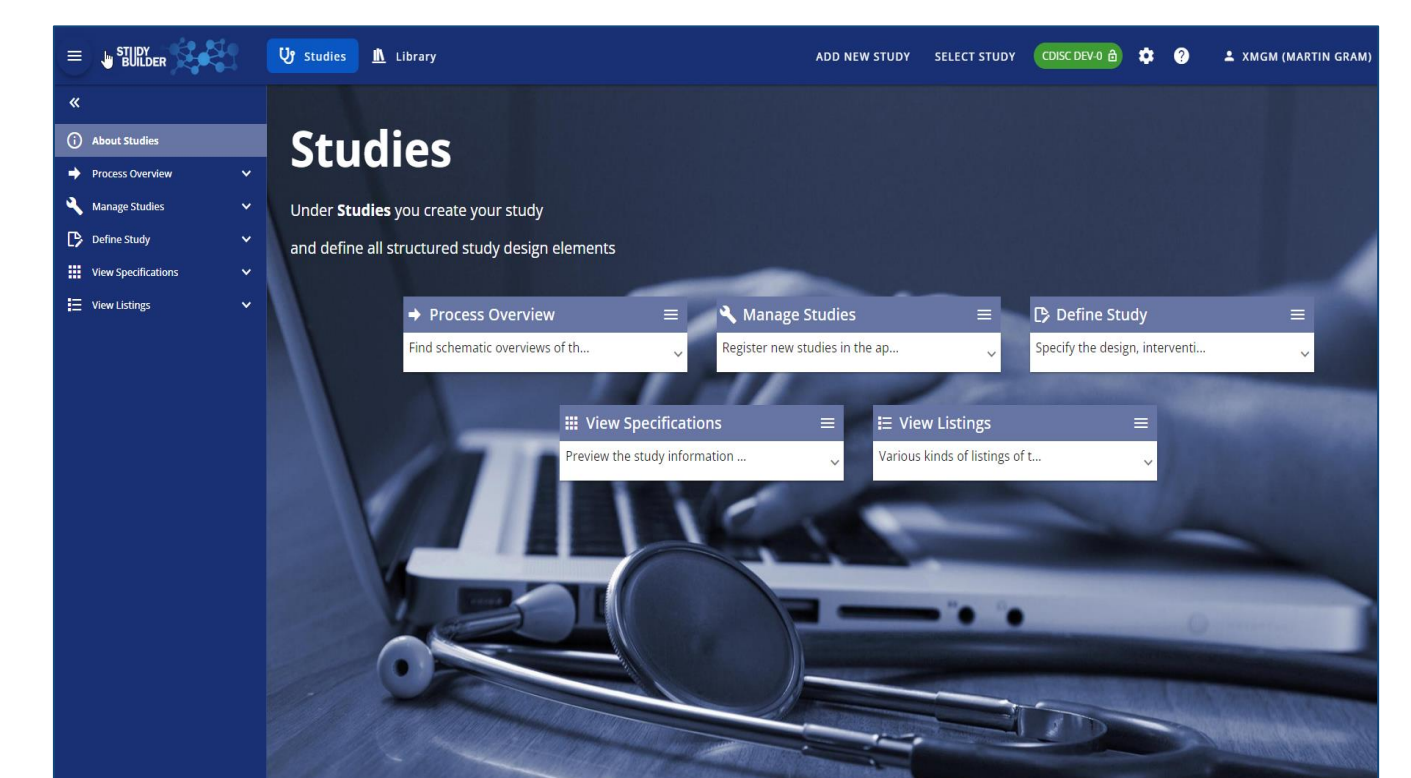 STUDY
BUILDER
Studies
Library
ADD NEW STUDY
SELECT STUDY
CDISC DEV-0
XMGM (MARTIN GRAM)
About Studies
Process Overview
Manage Studies
Define Study
View Specifications
View Listings
Studies
Under Studies you create your study
and define all structured study design elements
Process Overview
Find schematic overviews of th...
Manage Studies
Register new studies in the ap...
Define Study
Specify the design, interventi...
View Specifications
Preview the study information ...
View Listings
Various kinds of listings of t...